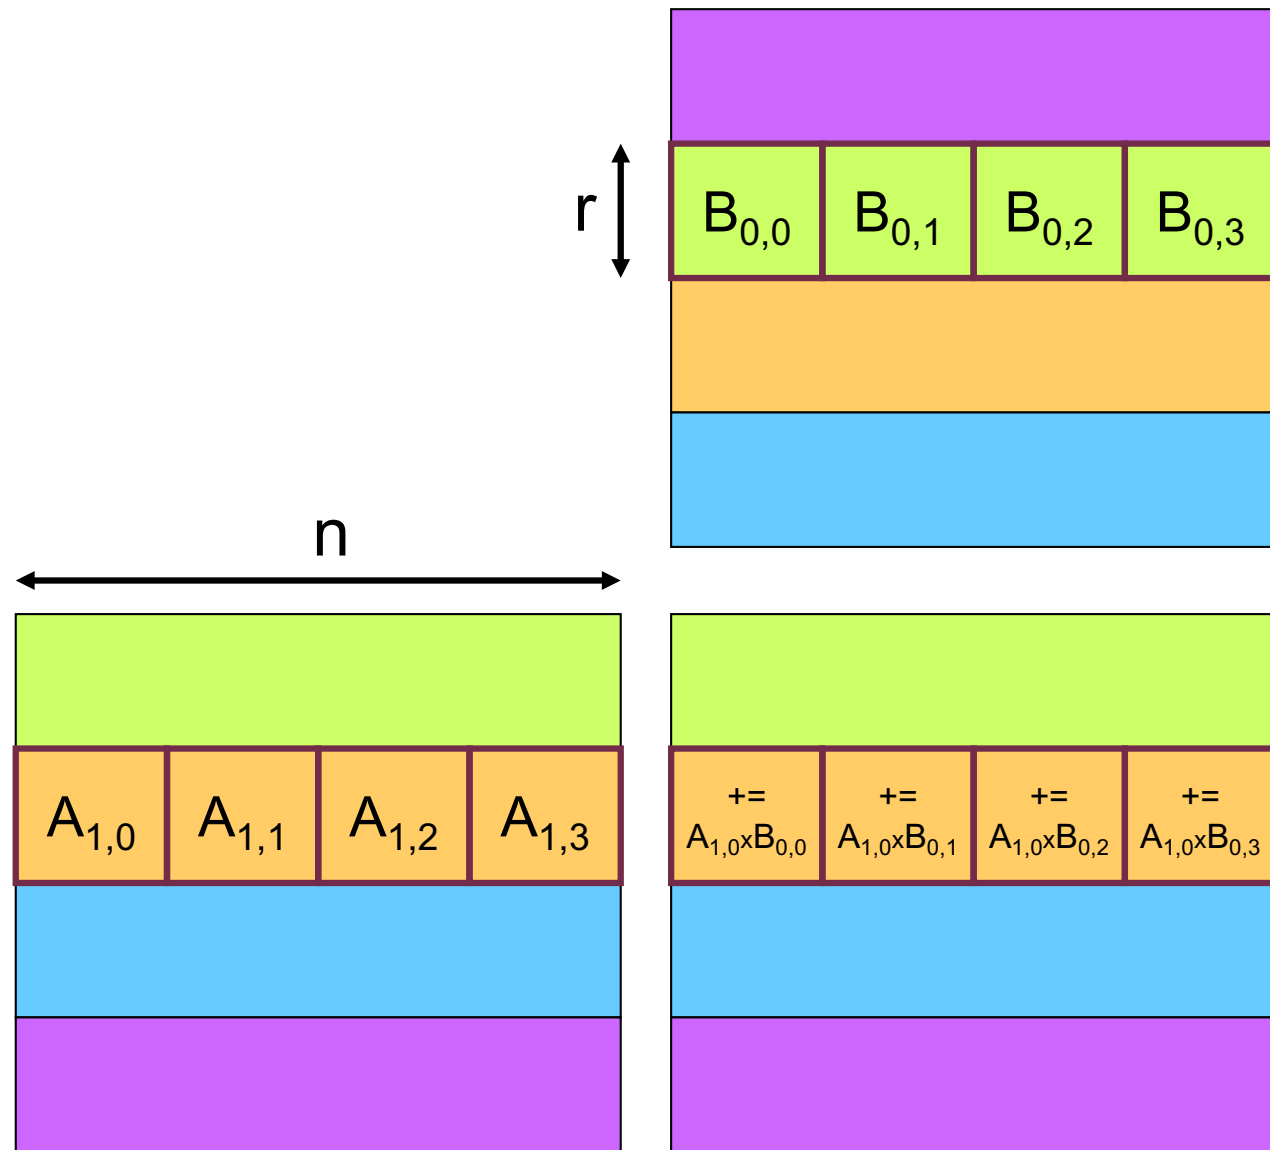 r
B0,0 B0,1 B0,2 B0,3
n
A1,0 A1,1 A1,2 A1,3
+= += += +=
A1,0xB0,0 A1,0xB0,1 A1,0xB0,2 A1,0xB0,3